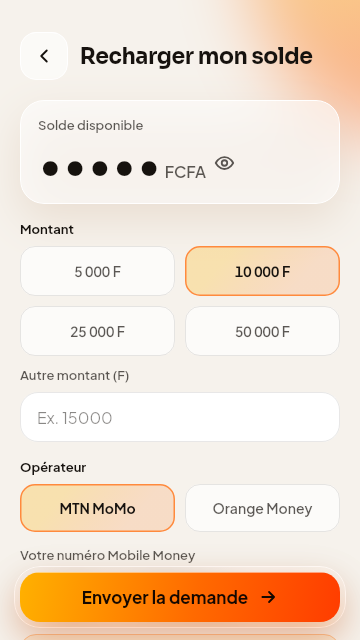 Recharger mon solde
Solde disponible
●●●●● FCFA
Montant
5 000 F
10 000 F
25 000 F
50 000 F
Autre montant (F)
Ex. 15000
Opérateur
MTN MoMo
Orange Money
Votre numéro Mobile Money
Envoyer la demande →